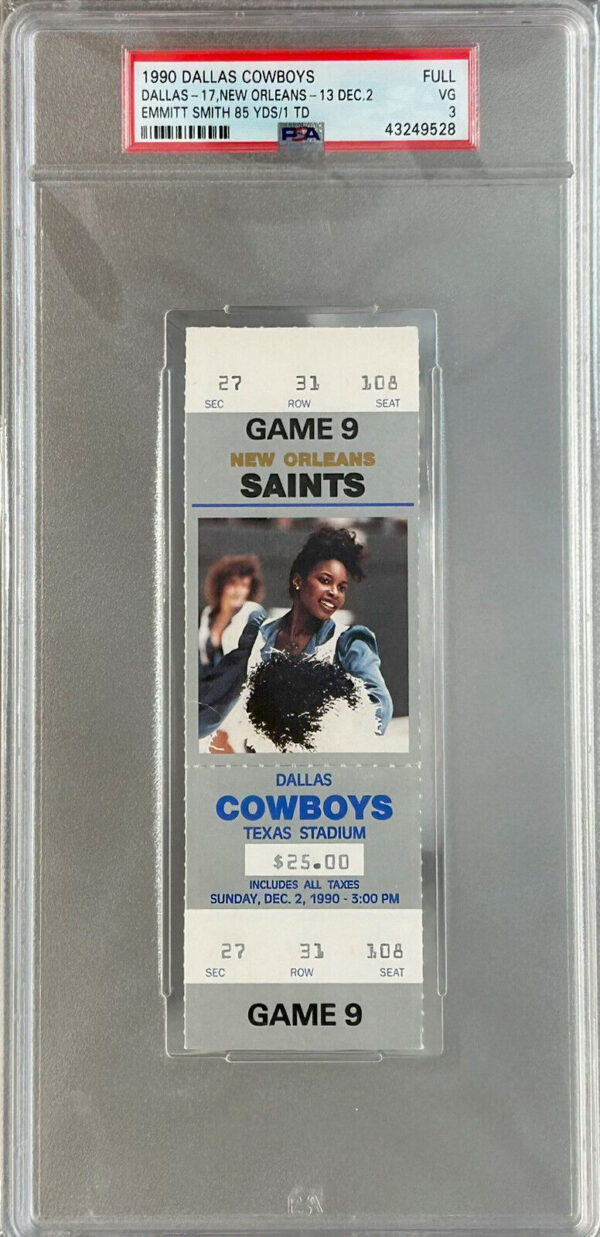 1990 DALLAS COWBOYS FULL
DALLAS-17,NEW ORLEANS-13 DEC.2 VG
EMMITT SMITH 85 YDS/1 TD 3
PSA 43249528
27 31 108
SEC ROW SEAT
GAME 9
NEW ORLEANS
SAINTS
DALLAS
COWBOYS
TEXAS STADIUM
$25.00
INCLUDES ALL TAXES
SUNDAY, DEC. 2, 1990 - 3:00 PM
27 31 108
SEC ROW SEAT
GAME 9
PSA